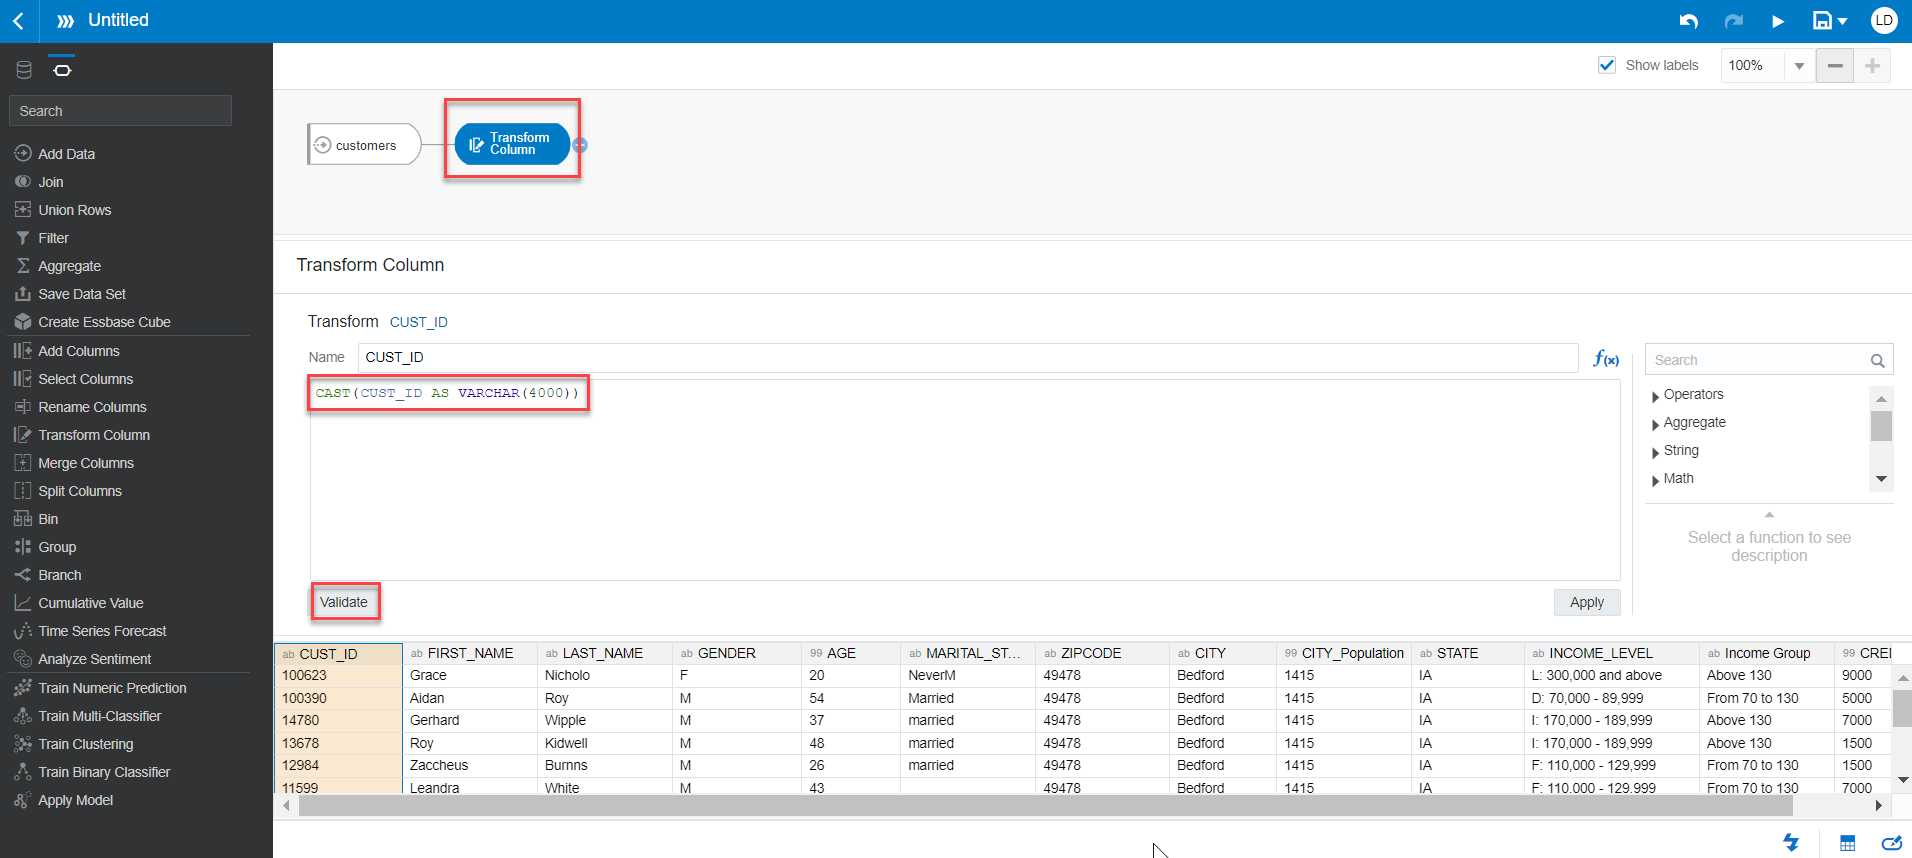 Untitled
LD
Show labels
100%
Search
Add Data
Join
Union Rows
Filter
Aggregate
Save Data Set
Create Essbase Cube
Add Columns
Select Columns
Rename Columns
Transform Column
Merge Columns
Split Columns
Bin
Group
Branch
Cumulative Value
Time Series Forecast
Analyze Sentiment
Train Numeric Prediction
Train Multi-Classifier
Train Clustering
Train Binary Classifier
Apply Model
customers
Transform
Column
Transform Column
Transform CUST_ID
Name CUST_ID
f(x)
CAST(CUST_ID AS VARCHAR(4000))
Validate
Apply
Search
Operators
Aggregate
String
Math
Select a function to see
description
ab CUST_ID ab FIRST_NAME ab LAST_NAME ab GENDER 99 AGE ab MARITAL_ST... ab ZIPCODE ab CITY 99 CITY_Population ab STATE ab INCOME_LEVEL ab Income Group 99 CREI
100623 Grace Nicholo F 20 NeverM 49478 Bedford 1415 IA L: 300,000 and above Above 130 9000
100390 Aidan Roy M 54 Married 49478 Bedford 1415 IA D: 70,000 - 89,999 From 70 to 130 5000
14780 Gerhard Wipple M 37 married 49478 Bedford 1415 IA I: 170,000 - 189,999 Above 130 7000
13678 Roy Kidwell M 48 married 49478 Bedford 1415 IA I: 170,000 - 189,999 Above 130 1500
12984 Zaccheus Burnns M 26 married 49478 Bedford 1415 IA F: 110,000 - 129,999 From 70 to 130 1500
11599 Leandra White M 43 49478 Bedford 1415 IA F: 110,000 - 129,999 From 70 to 130 7000